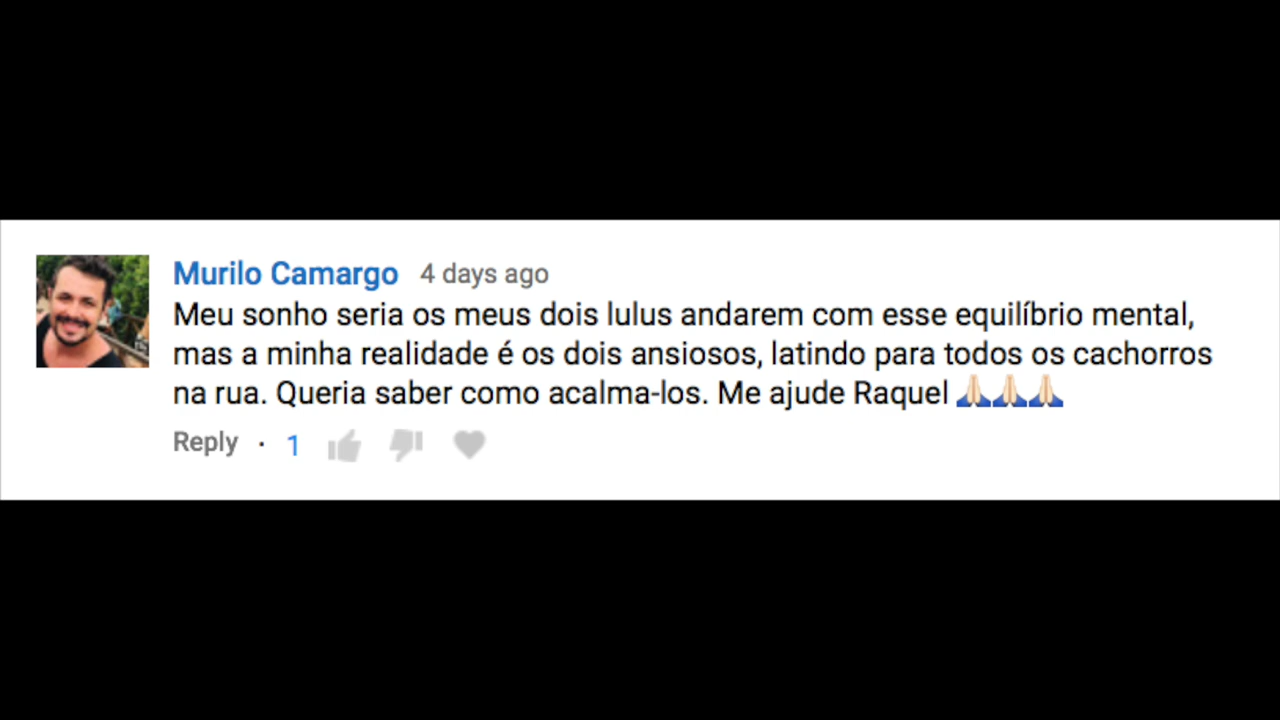 Murilo Camargo 4 days ago
Meu sonho seria os meus dois lulus andarem com esse equilíbrio mental,
mas a minha realidade é os dois ansiosos, latindo para todos os cachorros
na rua. Queria saber como acalma-los. Me ajude Raquel 🙏🏻🙏🏻🙏🏻
Reply · 1